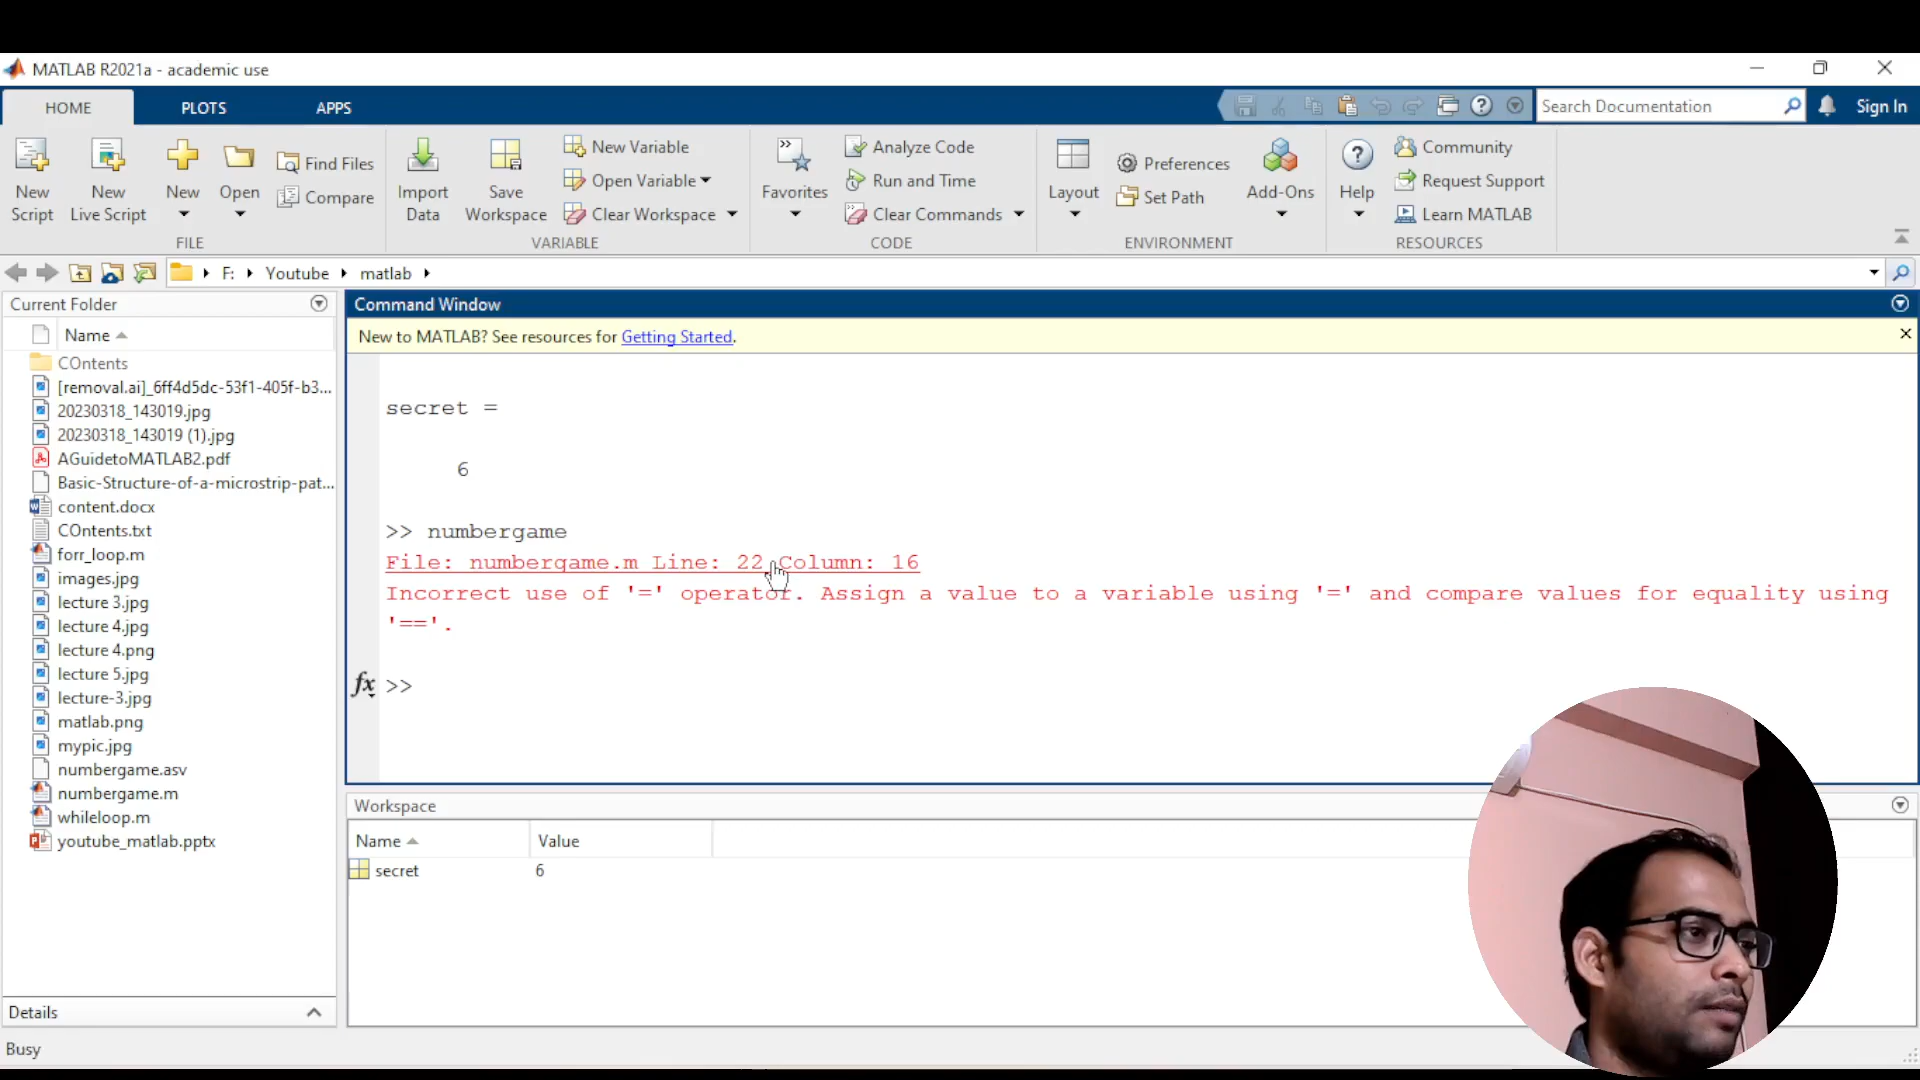 MATLAB R2021a - academic use
HOME PLOTS APPS
Search Documentation
Sign In
New Script
New Live Script
New
Open
Find Files
Compare
FILE
Import Data
Save Workspace
New Variable
Open Variable
Clear Workspace
VARIABLE
Favorites
Analyze Code
Run and Time
Clear Commands
CODE
Layout
Preferences
Set Path
Add-Ons
ENVIRONMENT
Help
Community
Request Support
Learn MATLAB
RESOURCES
F: Youtube matlab
Current Folder
Name
COntents
[removal.ai]_6ff4d5dc-53f1-405f-b3...
20230318_143019.jpg
20230318_143019 (1).jpg
AGuidetoMATLAB2.pdf
Basic-Structure-of-a-microstrip-pat...
content.docx
COntents.txt
forr_loop.m
images.jpg
lecture 3.jpg
lecture 4.jpg
lecture 4.png
lecture 5.jpg
lecture-3.jpg
matlab.png
mypic.jpg
numbergame.asv
numbergame.m
whileloop.m
youtube_matlab.pptx
Details
Busy
Command Window
New to MATLAB? See resources for Getting Started.
secret =
6
>> numbergame
File: numbergame.m Line: 22 Column: 16
Incorrect use of '=' operator. Assign a value to a variable using '=' and compare values for equality using
'=='.
fx >>
Workspace
Name Value
secret 6